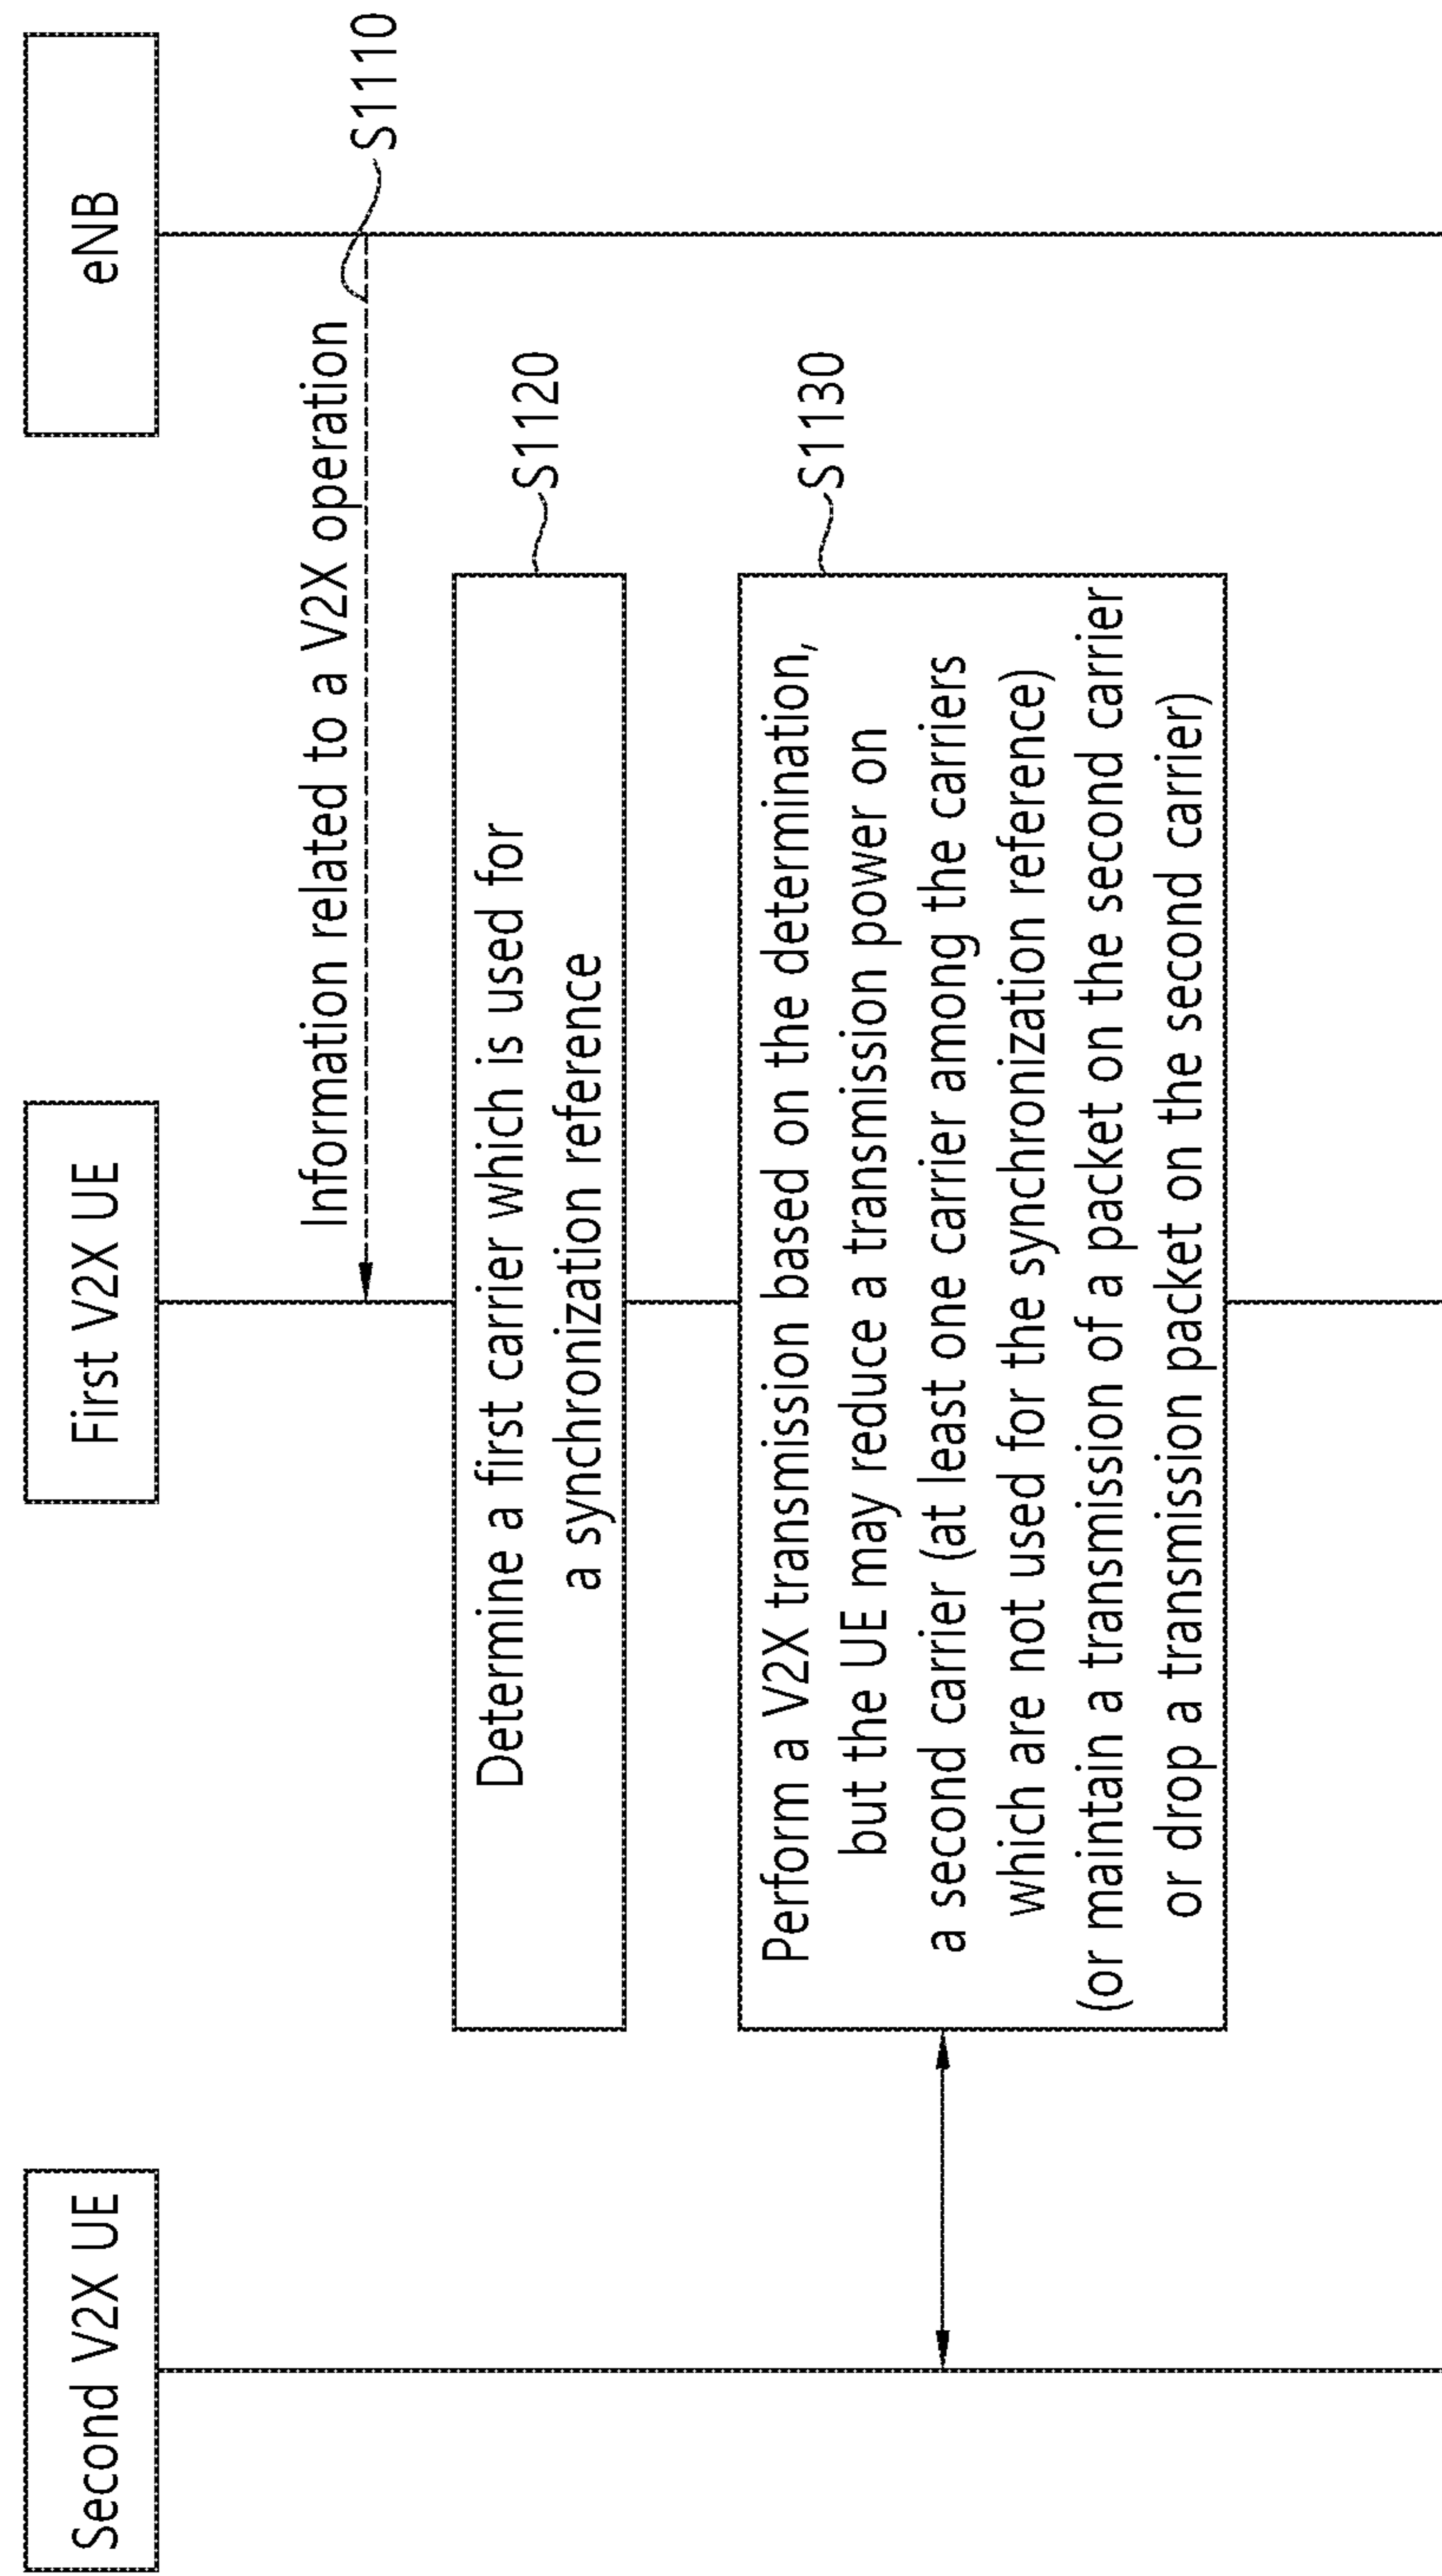 Second V2X UE
First V2X UE
eNB
Information related to a V2X operation
S1110
Determine a first carrier which is used for
a synchronization reference
S1120
Perform a V2X transmission based on the determination,
but the UE may reduce a transmission power on
a second carrier (at least one carrier among the carriers
which are not used for the synchronization reference)
(or maintain a transmission of a packet on the second carrier
or drop a transmission packet on the second carrier)
S1130